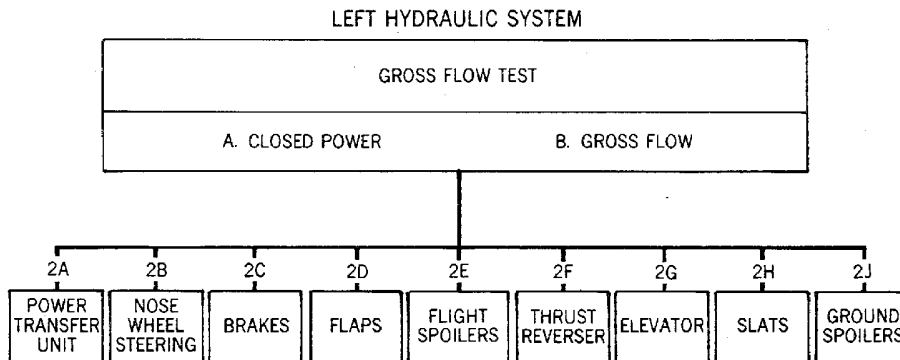 LEFT HYDRAULIC SYSTEM
GROSS FLOW TEST
A. CLOSED POWER B. GROSS FLOW
2A 2B 2C 2D 2E 2F 2G 2H 2J
POWER TRANSFER UNIT
NOSE WHEEL STEERING
BRAKES
FLAPS
FLIGHT SPOILERS
THRUST REVERSER
ELEVATOR
SLATS
GROUND SPOILERS